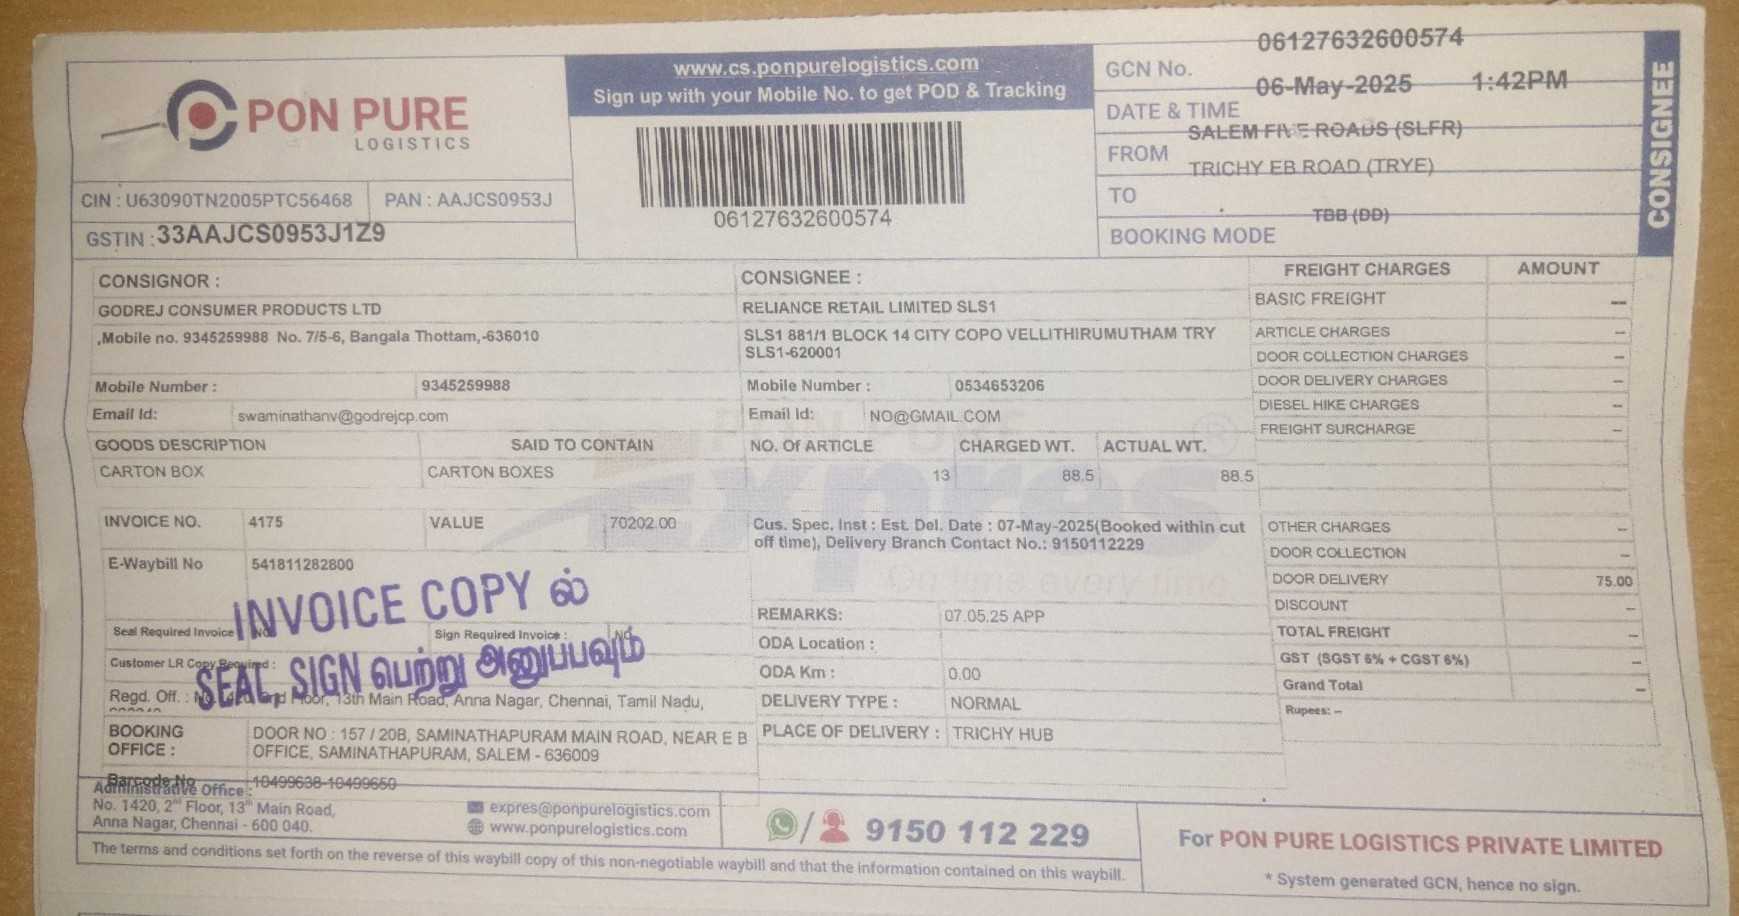 PON PURE
LOGISTICS
CIN : U63090TN2005PTC56468
PAN : AAJCS0953J
GSTIN : 33AAJCS0953J1Z9
www.cs.ponpurelogistics.com
Sign up with your Mobile No. to get POD & Tracking
06127632600574
GCN No. 06127632600574
DATE & TIME 06-May-2025 1:42PM
FROM SALEM FIVE ROADS (SLFR)
TO TRICHY EB ROAD (TRYE)
BOOKING MODE TBB (DD)
CONSIGNEE
CONSIGNOR :
GODREJ CONSUMER PRODUCTS LTD
,Mobile no. 9345259988 No. 7/5-6, Bangala Thottam,-636010
Mobile Number : 9345259988
Email Id: swaminathanv@godrejcp.com
CONSIGNEE :
RELIANCE RETAIL LIMITED SLS1
SLS1 881/1 BLOCK 14 CITY COPO VELLITHIRUMUTHAM TRY
SLS1-620001
Mobile Number : 0534653206
Email Id: NO@GMAIL.COM
GOODS DESCRIPTION SAID TO CONTAIN NO. Of ARTICLE CHARGED WT. ACTUAL WT.
CARTON BOX CARTON BOXES 13 88.5 88.5
INVOICE NO. 4175 VALUE 70202.00
E-Waybill No 541811282800
Cus. Spec. Inst : Est. Del. Date : 07-May-2025(Booked within cut
off time), Delivery Branch Contact No.: 9150112229
Expres
On time every time
INVOICE COPY ல்
SEAL, SIGN பெற்று அனுப்பவும்
Seal Required Invoice No
Sign Required Invoice : No
Customer LR Copy Required :
Regd. Off. : Floor, 13th Main Road, Anna Nagar, Chennai, Tamil Nadu,
BOOKING
OFFICE :
DOOR NO : 157 / 20B, SAMINATHAPURAM MAIN ROAD, NEAR E B
OFFICE, SAMINATHAPURAM, SALEM - 636009
Barcode No 10499638-10499650
REMARKS: 07.05.25 APP
ODA Location :
ODA Km : 0.00
DELIVERY TYPE : NORMAL
PLACE OF DELIVERY : TRICHY HUB
FREIGHT CHARGES AMOUNT
BASIC FREIGHT --
ARTICLE CHARGES --
DOOR COLLECTION CHARGES --
DOOR DELIVERY CHARGES --
DIESEL HIKE CHARGES --
FREIGHT SURCHARGE --
OTHER CHARGES --
DOOR COLLECTION --
DOOR DELIVERY 75.00
DISCOUNT --
TOTAL FREIGHT --
GST (SGST 6% + CGST 6%) --
Grand Total --
Rupees: --
Administrative Office :
No. 1420, 2nd Floor, 13th Main Road,
Anna Nagar, Chennai - 600 040.
expres@ponpurelogistics.com
www.ponpurelogistics.com
/ 9150 112 229
The terms and conditions set forth on the reverse of this waybill copy of this non-negotiable waybill and that the information contained on this waybill.
For PON PURE LOGISTICS PRIVATE LIMITED
* System generated GCN, hence no sign.